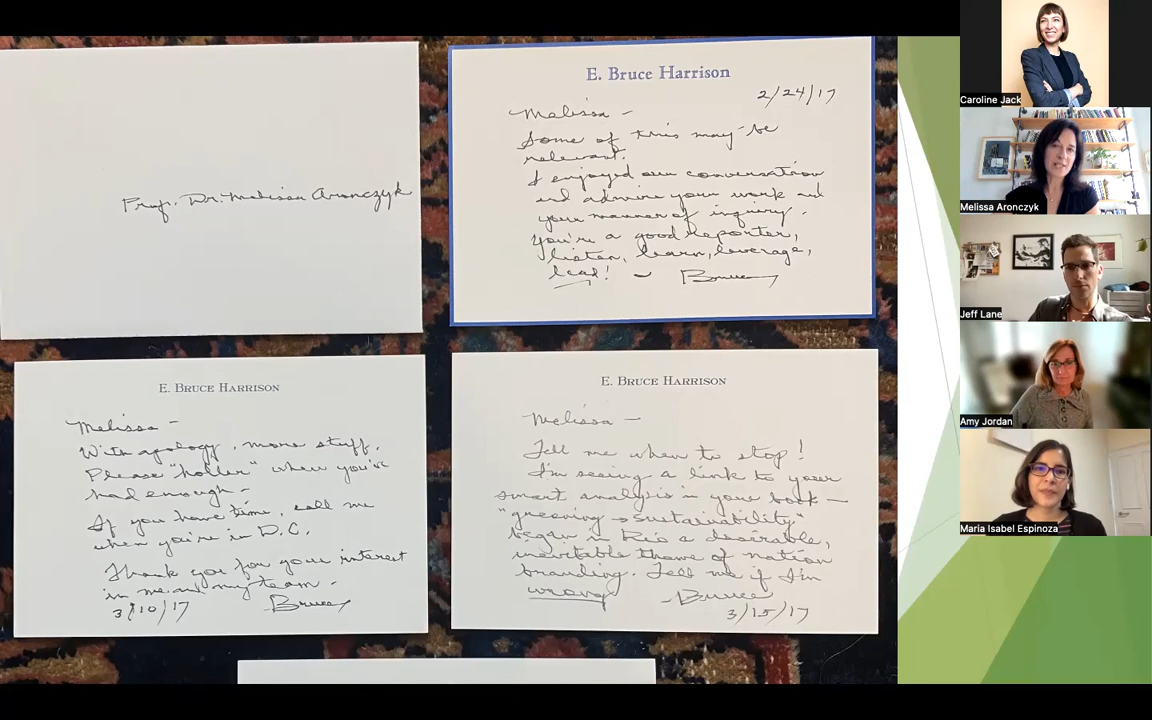 Prof. Dr. Melissa Aronczyk
E. Bruce Harrison
2/24/17
Melissa –
Some of this may be
relevant.
I enjoyed our conversation
and admire your work and
your manner of inquiry.
You're a good reporter,
listen, learn, leverage,
lead! – Bruce
E. BRUCE HARRISON
Melissa –
With apology, more stuff.
Please "holler" when you've
had enough –
If you have time, call me
when you're in D.C.
Thank you for your interest
in me and my team –
3/10/17 Bruce
E. BRUCE HARRISON
Melissa –
Tell me when to stop!
I'm seeing a link to your
smart analysis in your book –
"greening → sustainability"
began in Rio a desirable,
inevitable theme of nation
branding. Tell me if I'm
wrong – Bruce
3/15/17
Caroline Jack
Melissa Aronczyk
Jeff Lane
Amy Jordan
Maria Isabel Espinoza